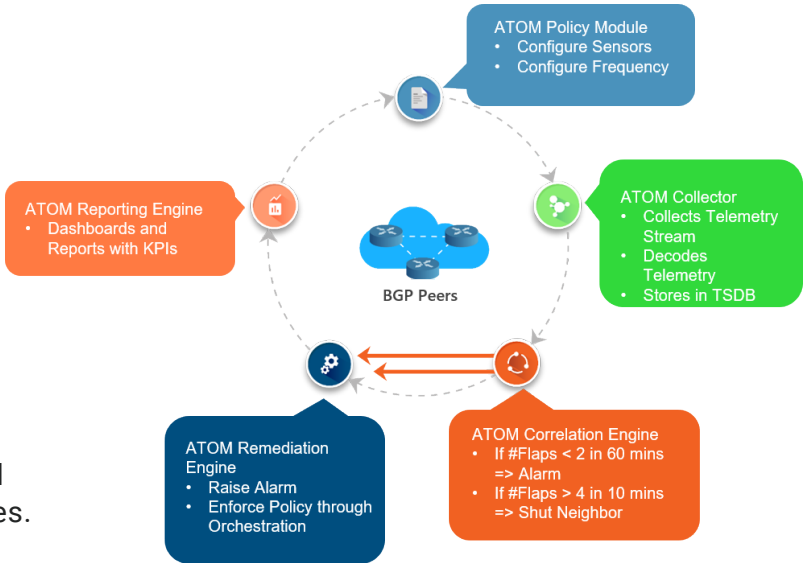 ATOM Policy Module
• Configure Sensors
• Configure Frequency
ATOM Collector
• Collects Telemetry
Stream
• Decodes
Telemetry
• Stores in TSDB
ATOM Reporting Engine
• Dashboards and
Reports with KPIs
BGP Peers
ATOM Correlation Engine
• If #Flaps < 2 in 60 mins
=> Alarm
• If #Flaps > 4 in 10 mins
=> Shut Neighbor
ATOM Remediation
Engine
• Raise Alarm
• Enforce Policy through
Orchestration
es.